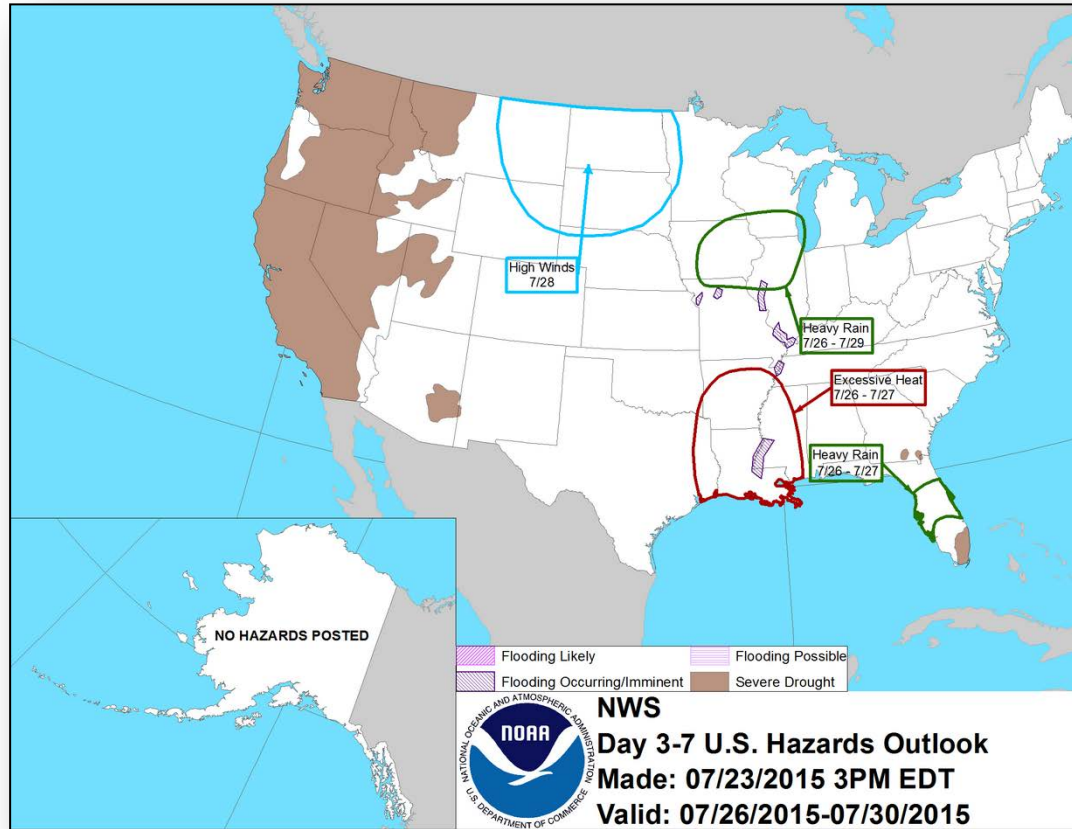 High Winds
7/28
Heavy Rain
7/26 - 7/29
Excessive Heat
7/26 - 7/27
Heavy Rain
7/26 - 7/27
NO HAZARDS POSTED
Flooding Likely
Flooding Possible
Flooding Occurring/Imminent
Severe Drought
NATIONAL OCEANIC AND ATMOSPHERIC ADMINISTRATION
NOAA
U.S. DEPARTMENT OF COMMERCE
NWS
Day 3-7 U.S. Hazards Outlook
Made: 07/23/2015 3PM EDT
Valid: 07/26/2015-07/30/2015